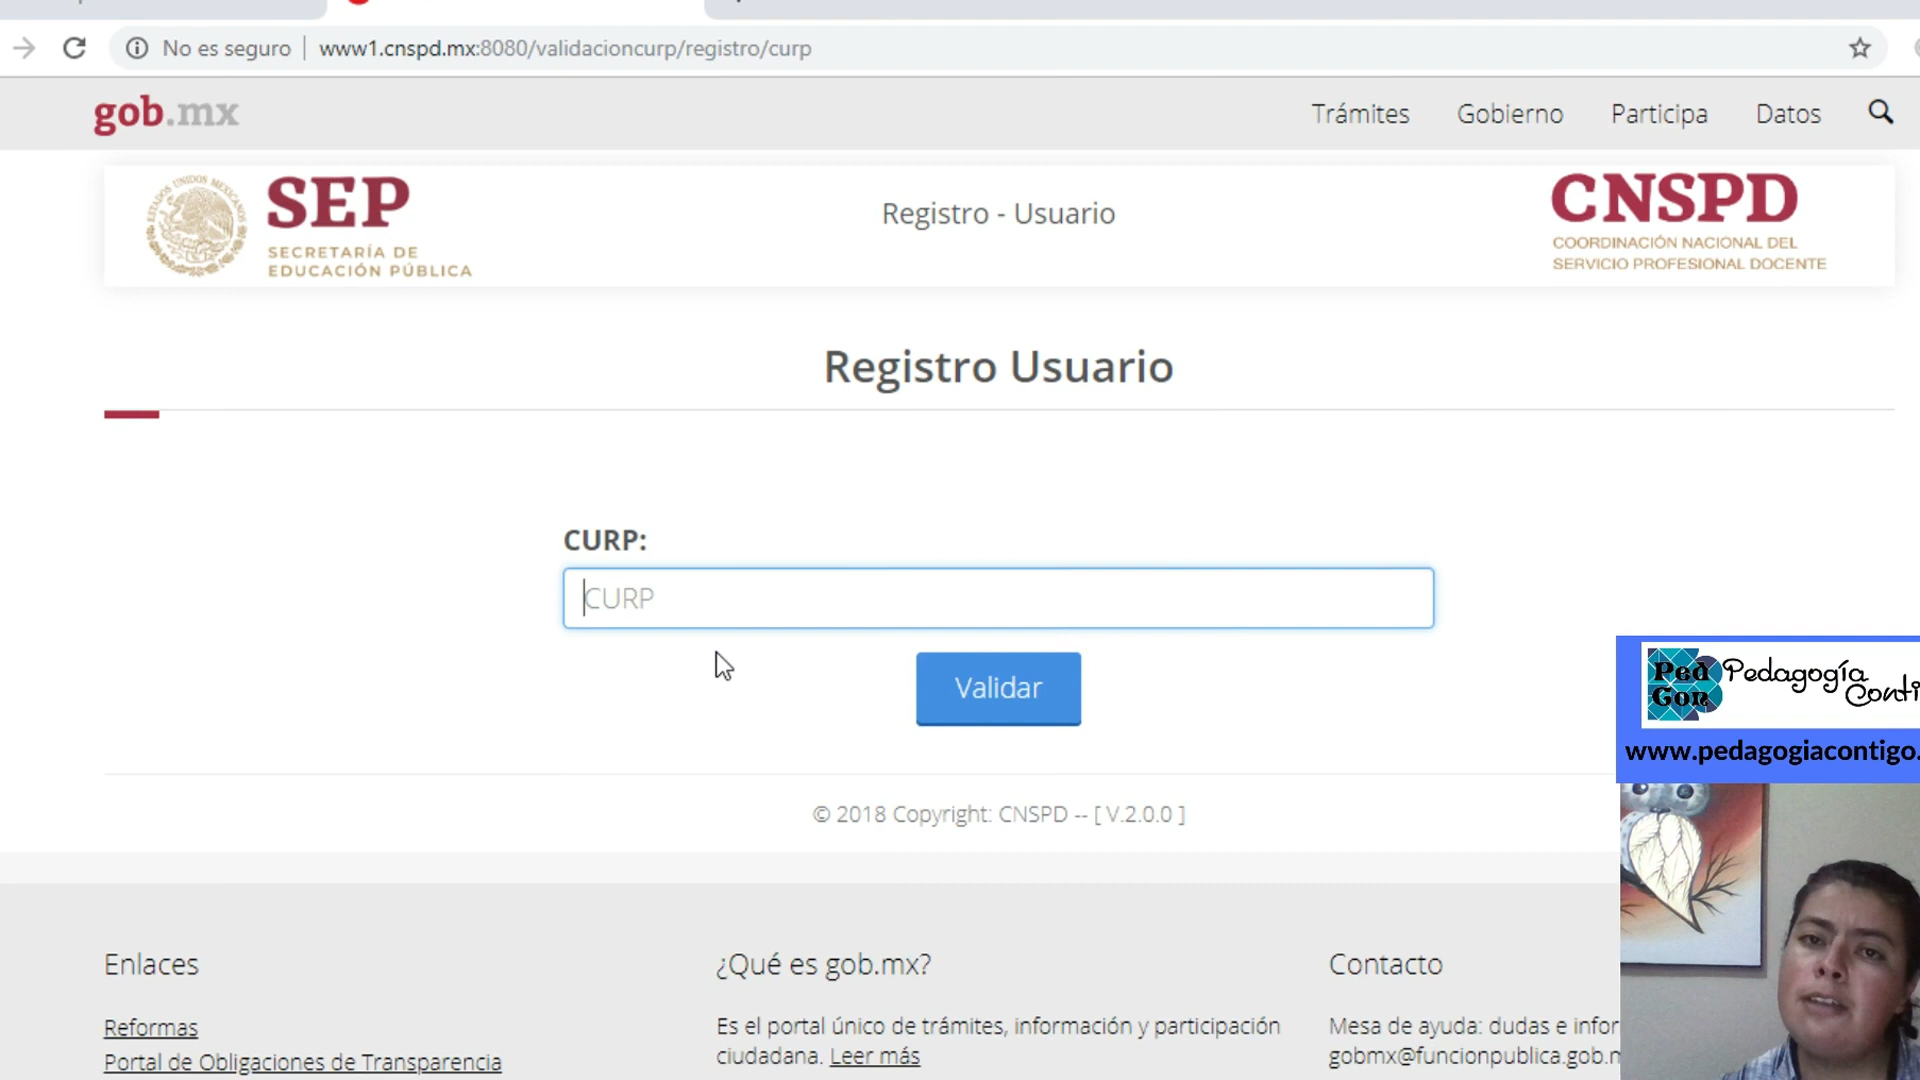 No es seguro www1.cnspd.mx:8080/validacioncurp/registro/curp
gob.mx
Trámites Gobierno Participa Datos
ESTADOS UNIDOS MEXICANOS
SEP
SECRETARÍA DE
EDUCACIÓN PÚBLICA
Registro - Usuario
CNSPD
COORDINACIÓN NACIONAL DEL
SERVICIO PROFESIONAL DOCENTE
Registro Usuario
CURP:
CURP
Validar
Ped
Con
Pedagogía
Conti
www.pedagogiacontigo.
© 2018 Copyright: CNSPD -- [ V.2.0.0 ]
Enlaces
Reformas
Portal de Obligaciones de Transparencia
¿Qué es gob.mx?
Es el portal único de trámites, información y participación
ciudadana. Leer más
Contacto
Mesa de ayuda: dudas e infor
gobmx@funcionpublica.gob.m